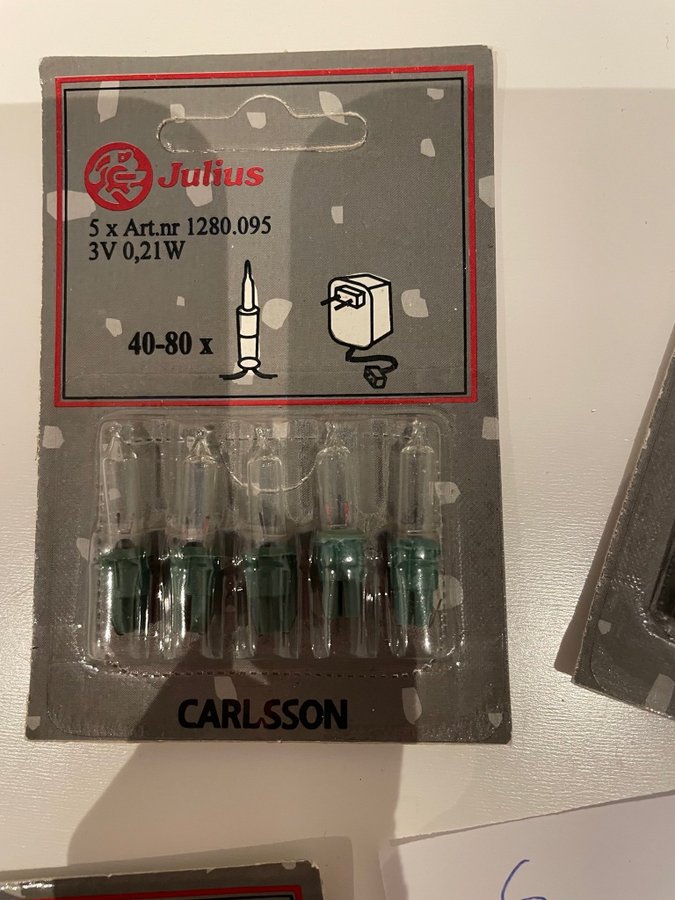 Julius
5 x Art.nr 1280.095
3V 0,21W
40-80 x
CARLSSON